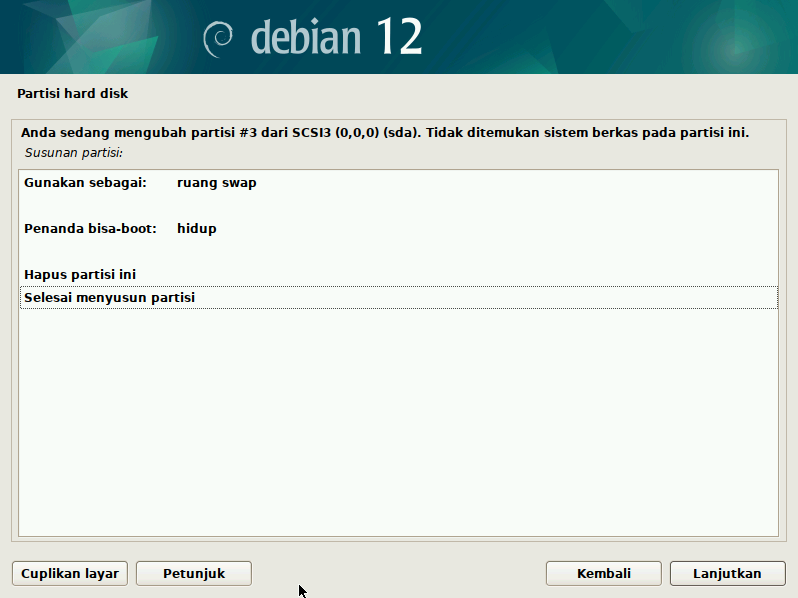 debian 12
Partisi hard disk
Anda sedang mengubah partisi #3 dari SCSI3 (0,0,0) (sda). Tidak ditemukan sistem berkas pada partisi ini.
Susunan partisi:
Gunakan sebagai: ruang swap
Penanda bisa-boot: hidup
Hapus partisi ini
Selesai menyusun partisi
Cuplikan layar Petunjuk Kembali Lanjutkan